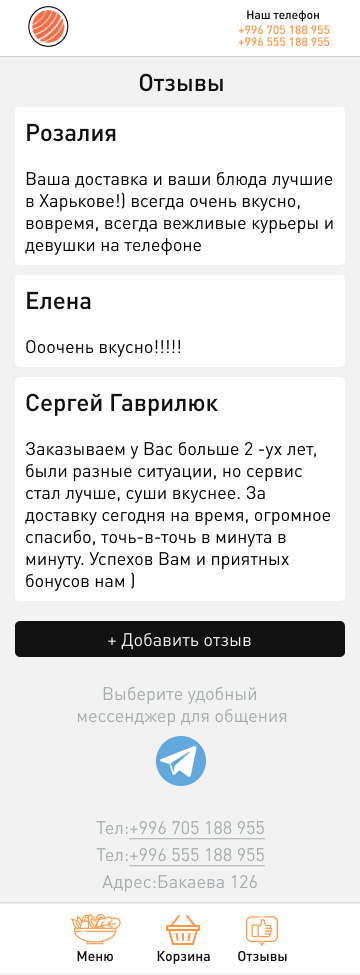 Наш телефон
+996 705 188 955
+996 555 188 955
Отзывы
Розалия
Ваша доставка и ваши блюда лучшие
в Харькове!) всегда очень вкусно,
вовремя, всегда вежливые курьеры и
девушки на телефоне
Елена
Ооочень вкусно!!!!!
Сергей Гаврилюк
Заказываем у Вас больше 2 -ух лет,
были разные ситуации, но сервис
стал лучше, суши вкуснее. За
доставку сегодня на время, огромное
спасибо, точь-в-точь в минута в
минуту. Успехов Вам и приятных
бонусов нам )
+ Добавить отзыв
Выберите удобный
мессенджер для общения
Тел:+996 705 188 955
Тел:+996 555 188 955
Адрес:Бакаева 126
Меню Корзина Отзывы